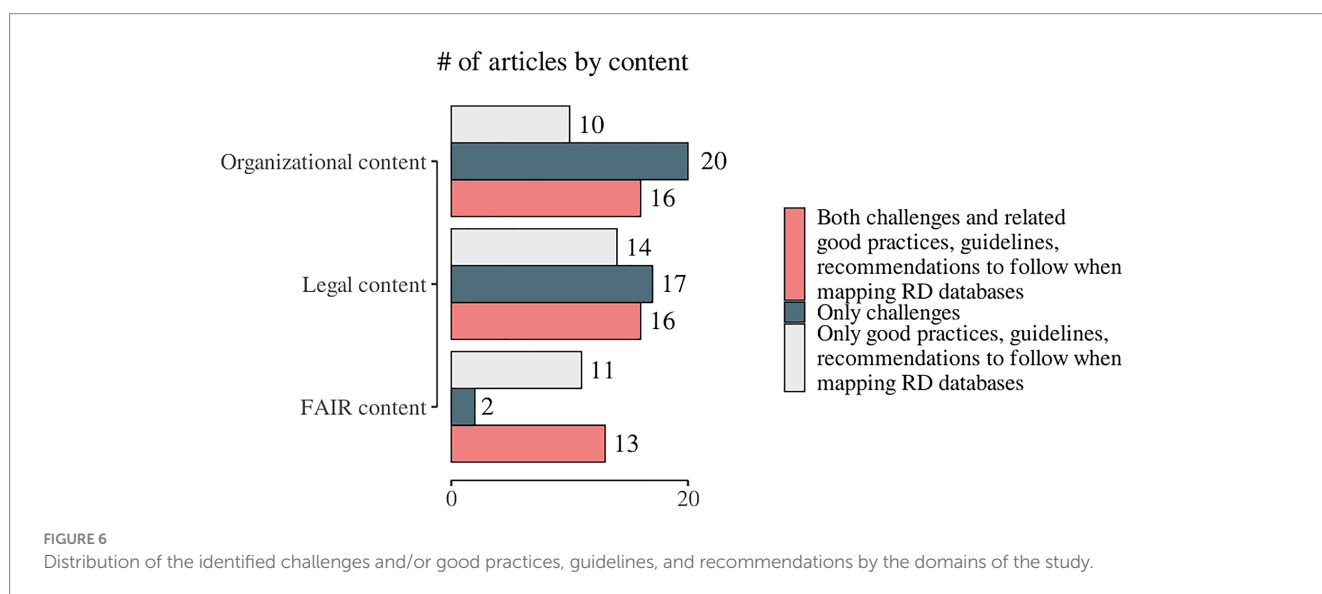 # of articles by content
10
Organizational content
20
16
14
Legal content
17
16
11
FAIR content
2
13
0
20
Both challenges and related
good practices, guidelines,
recommendations to follow when
mapping RD databases
Only challenges
Only good practices, guidelines,
recommendations to follow when
mapping RD databases
FIGURE 6
Distribution of the identified challenges and/or good practices, guidelines, and recommendations by the domains of the study.